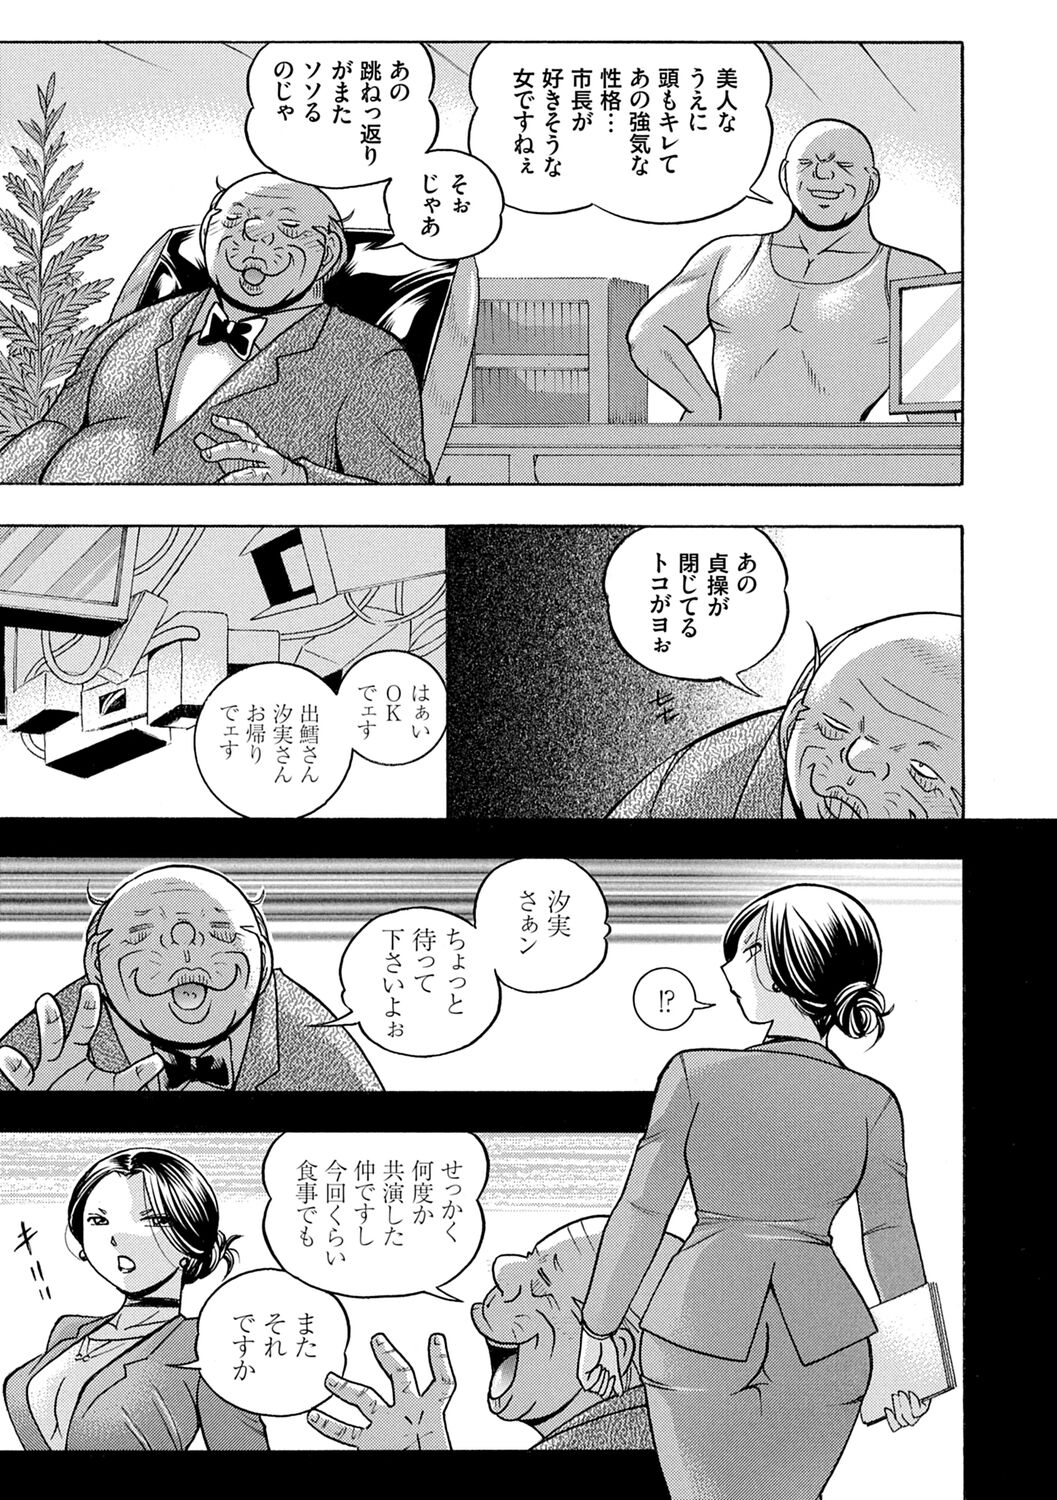 美人な
うえに
頭もキレて
あの強気な
性格…
市長が
好きそうな
女ですねぇ
そぉ
じゃあ
あの
跳ねっ返り
がまた
ソソる
のじゃ
あの
貞操が
閉じてる
トコがヨぉ
モモ
はぁい
OK
でェす
出鱈さん
汐実さん
お帰り
でェす
汐実
さぁン
ちょっと
待って
下さいよぉ
!?
せっかく
何度か
共演した
仲ですし
今回くらい
食事でも
また
それ
ですか
キ!!